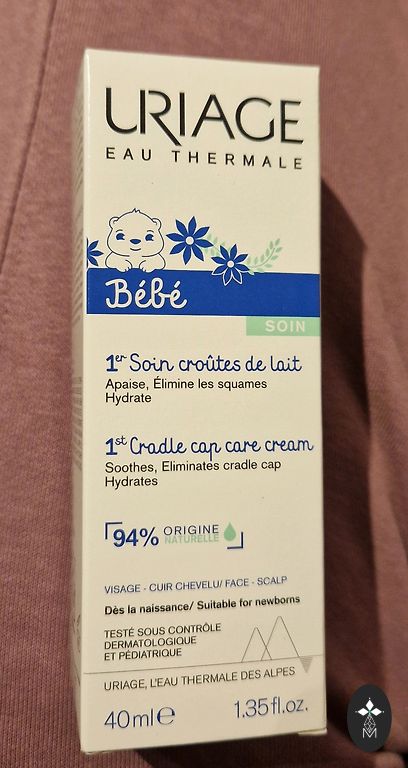 URIAGE
EAU THERMALE
Bébé
SOIN
1er Soin croûtes de lait
Apaise, Élimine les squames
Hydrate
1st Cradle cap care cream
Soothes, Eliminates cradle cap
Hydrates
94% ORIGINE
NATURELLE
VISAGE - CUIR CHEVELU/ FACE - SCALP
Dès la naissance/ Suitable for newborns
TESTÉ SOUS CONTRÔLE
DERMATOLOGIQUE
ET PÉDIATRIQUE
URIAGE, L'EAU THERMALE DES ALPES
40ml e 1.35fl.oz.
M